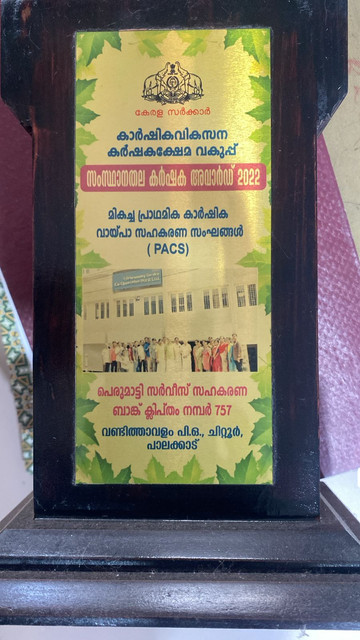 കേരള സർക്കാർ
കാർഷികവികസന
കർഷകക്ഷേമ വകുപ്പ്
സംസ്ഥാനതല കർഷക അവാർഡ് 2022
മികച്ച പ്രാഥമിക കാർഷിക
വായ്പാ സഹകരണ സംഘങ്ങൾ
( PACS)
പെരുമാട്ടി സർവീസ് സഹകരണ
ബാങ്ക് ക്ലിപ്തം നമ്പർ 757
വണ്ടിത്താവളം പി.ഒ., ചിറ്റൂർ,
പാലക്കാട്